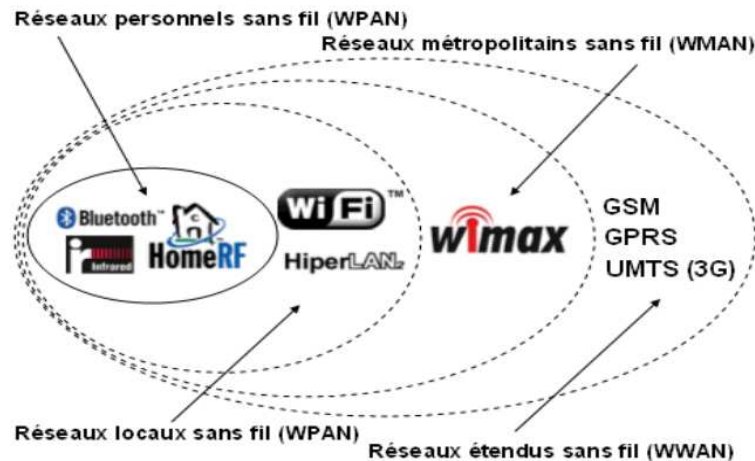 Réseaux personnels sans fil (WPAN)
Réseaux métropolitains sans fil (WMAN)
Bluetooth™
Infrared
HomeRF
WiFi™
HiperLAN2
wimax
GSM
GPRS
UMTS (3G)
Réseaux locaux sans fil (WPAN)
Réseaux étendus sans fil (WWAN)